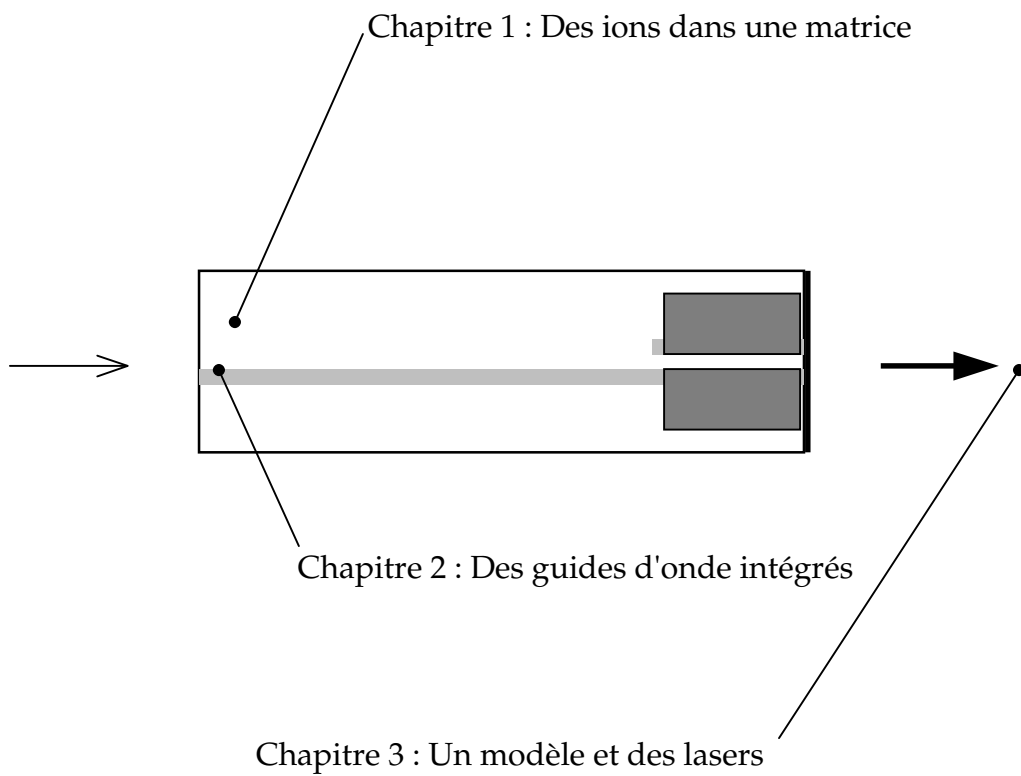 Chapitre 1 : Des ions dans une matrice
Chapitre 2 : Des guides d'onde intégrés
Chapitre 3 : Un modèle et des lasers